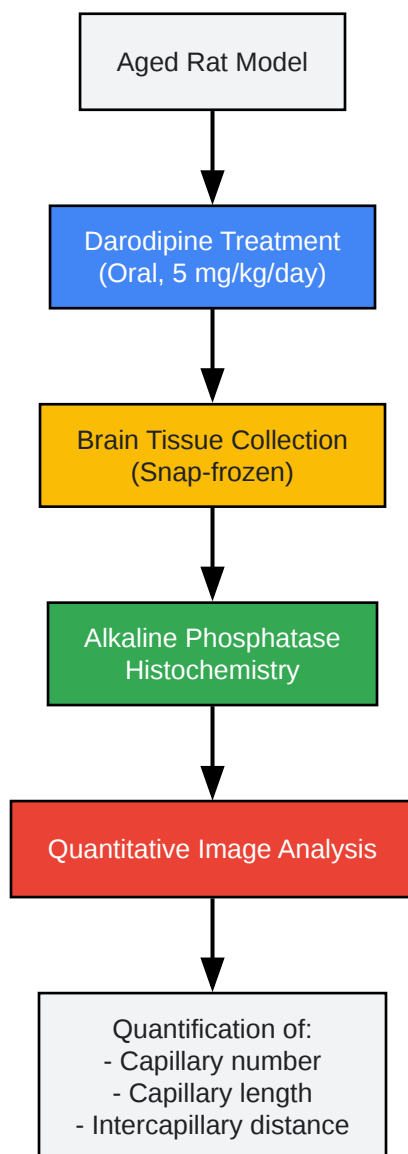 Aged Rat Model
Darodipine Treatment
(Oral, 5 mg/kg/day)
Brain Tissue Collection
(Snap-frozen)
Alkaline Phosphatase
Histochemistry
Quantitative Image Analysis
Quantification of:
- Capillary number
- Capillary length
- Intercapillary distance